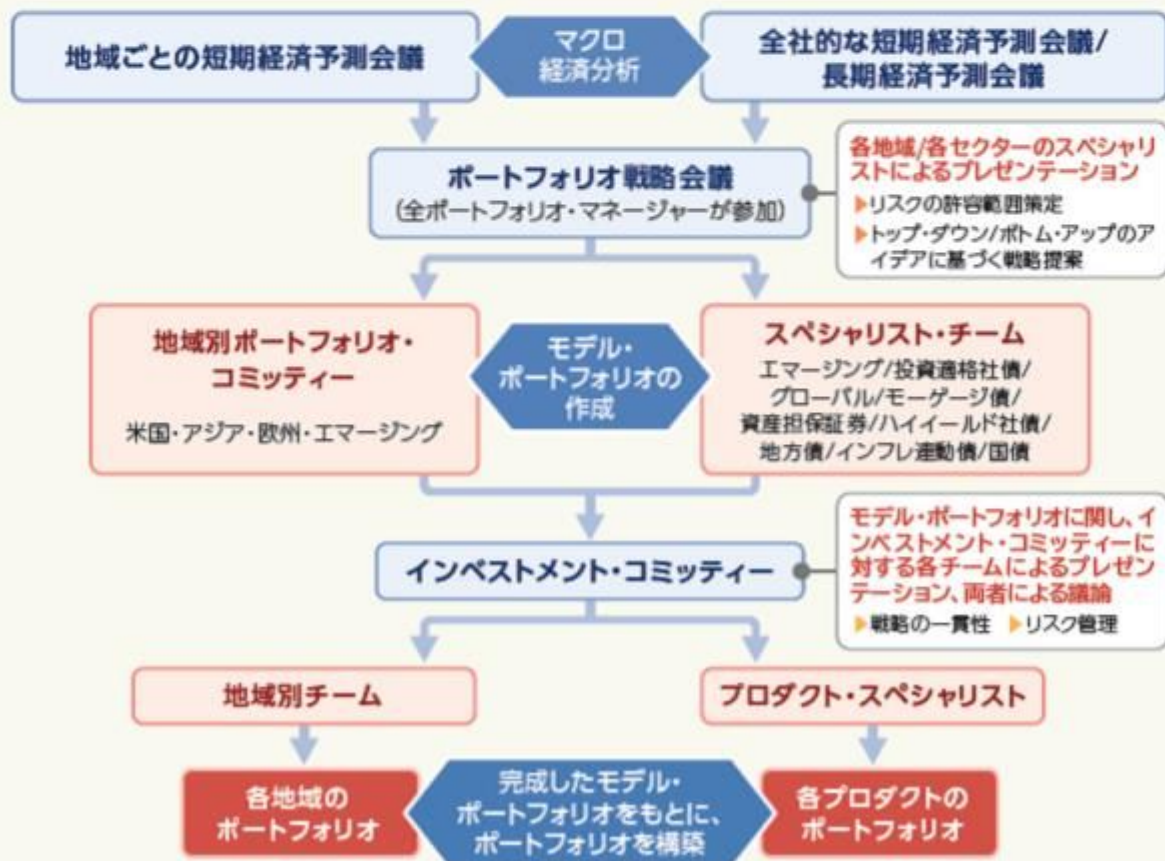 地域ごとの短期経済予測会議
マクロ
経済分析
全社的な短期経済予測会議/
長期経済予測会議
ポートフォリオ戦略会議
(全ポートフォリオ・マネージャーが参加)
各地域/各セクターのスペシャリ
ストによるプレゼンテーション
▶リスクの許容範囲策定
▶トップ・ダウン/ボトム・アップのア
イデアに基づく戦略提案
地域別ポートフォリオ・
コミッティー
米国・アジア・欧州・エマージング
モデル・
ポートフォリオの
作成
スペシャリスト・チーム
エマージング/投資適格社債/
グローバル/モーゲージ債/
資産担保証券/ハイイールド社債/
地方債/インフレ連動債/国債
インベストメント・コミッティー
モデル・ポートフォリオに関し、イ
ンベストメント・コミッティーに
対する各チームによるプレゼン
テーション、両者による議論
▶戦略の一貫性 ▶リスク管理
地域別チーム
プロダクト・スペシャリスト
各地域の
ポートフォリオ
完成したモデル・
ポートフォリオをもとに、
ポートフォリオを構築
各プロダクトの
ポートフォリオ